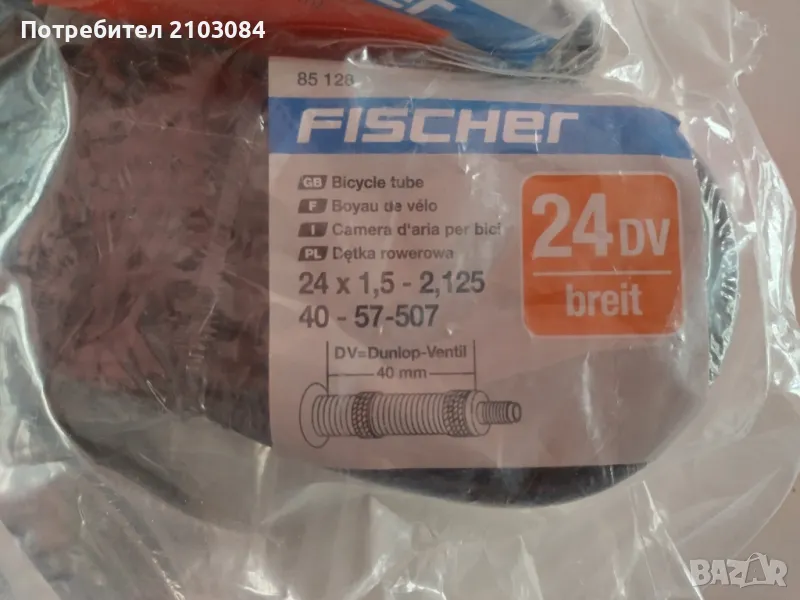 Потребител 2103084
85 128
FISCHER
GB Bicycle tube
F Boyau de vélo
I Camera d'aria per bici
PL Dętka rowerowa
24 x 1,5 - 2,125
40 - 57-507
24 DV
breit
DV=Dunlop-Ventil
40 mm
BAZAR